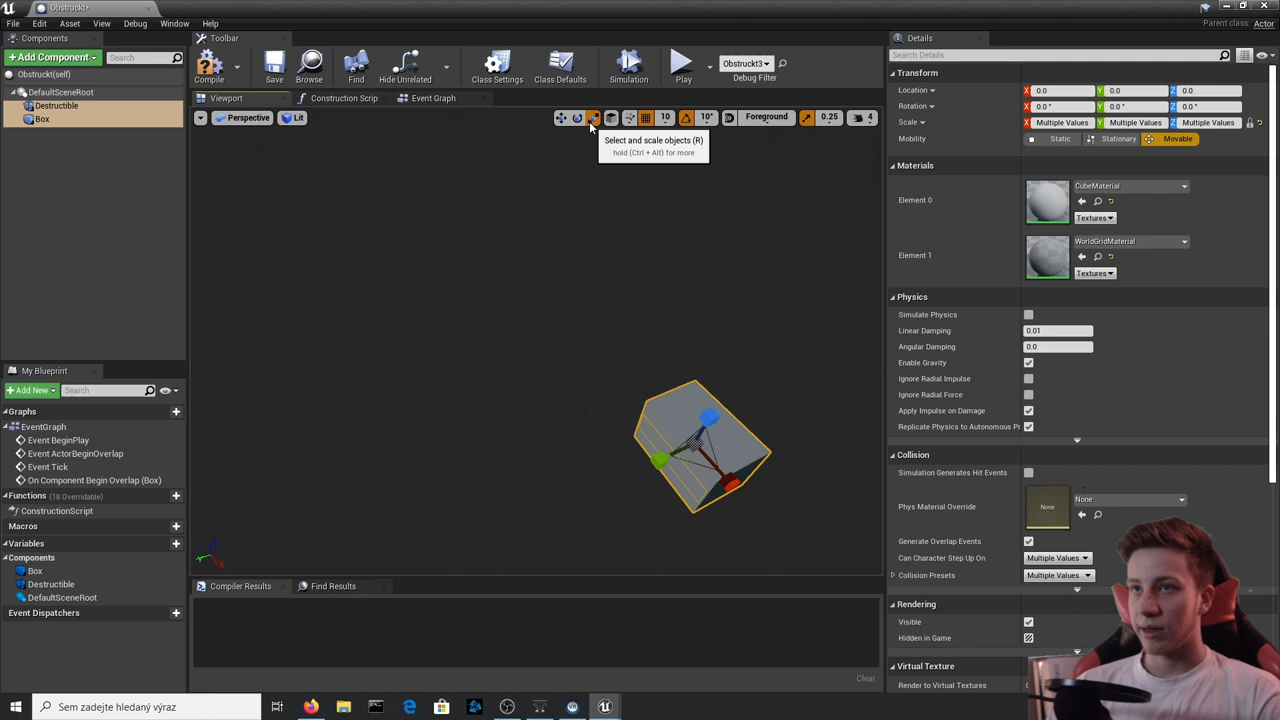 Obstruckt*
File Edit Asset View Debug Window Help
Parent class: Actor
Components
Toolbar
Details
+Add Component
Search
Compile
Save
Browse
Find
Hide Unrelated
Class Settings
Class Defaults
Simulation
Play
Obstruckt3
Debug Filter
Search Details
Obstruckt(self)
DefaultSceneRoot
Destructible
Box
Viewport
Construction Scrip
Event Graph
Perspective
Lit
10
10°
Foreground
0.25
4
Select and scale objects (R)
hold (Ctrl + Alt) for more
Transform
Location X 0.0 Y 0.0 Z 0.0
Rotation X 0.0 ° Y 0.0 ° Z 0.0 °
Scale X Multiple Values Y Multiple Values Z Multiple Values
Mobility Static Stationary Movable
Materials
Element 0
CubeMaterial
Textures
Element 1
WorldGridMaterial
Textures
Physics
Simulate Physics
Linear Damping 0.01
Angular Damping 0.0
Enable Gravity
Ignore Radial Impulse
Ignore Radial Force
Apply Impulse on Damage
Replicate Physics to Autonomous Pr
Collision
Simulation Generates Hit Events
Phys Material Override
None
None
Generate Overlap Events
Can Character Step Up On Multiple Values
Collision Presets Multiple Values
Rendering
Visible
Hidden in Game
Virtual Texture
Render to Virtual Textures
My Blueprint
+Add New
Search
Graphs
EventGraph
Event BeginPlay
Event ActorBeginOverlap
Event Tick
On Component Begin Overlap (Box)
Functions (18 Overridable)
ConstructionScript
Macros
Variables
Components
Box
Destructible
DefaultSceneRoot
Event Dispatchers
Z
Y
X
Compiler Results
Find Results
Clear
Sem zadejte hledaný výraz